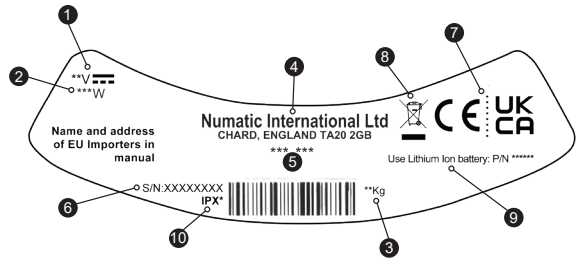 1
2
**V
***W
4
8
7
Numatic International Ltd
CHARD, ENGLAND TA20 2GB
***_***
5
CE
UK
CA
Name and address
of EU Importers in
manual
Use Lithium Ion battery: P/N ******
6
S/N:XXXXXXXX
IPX*
10
**Kg
3
9